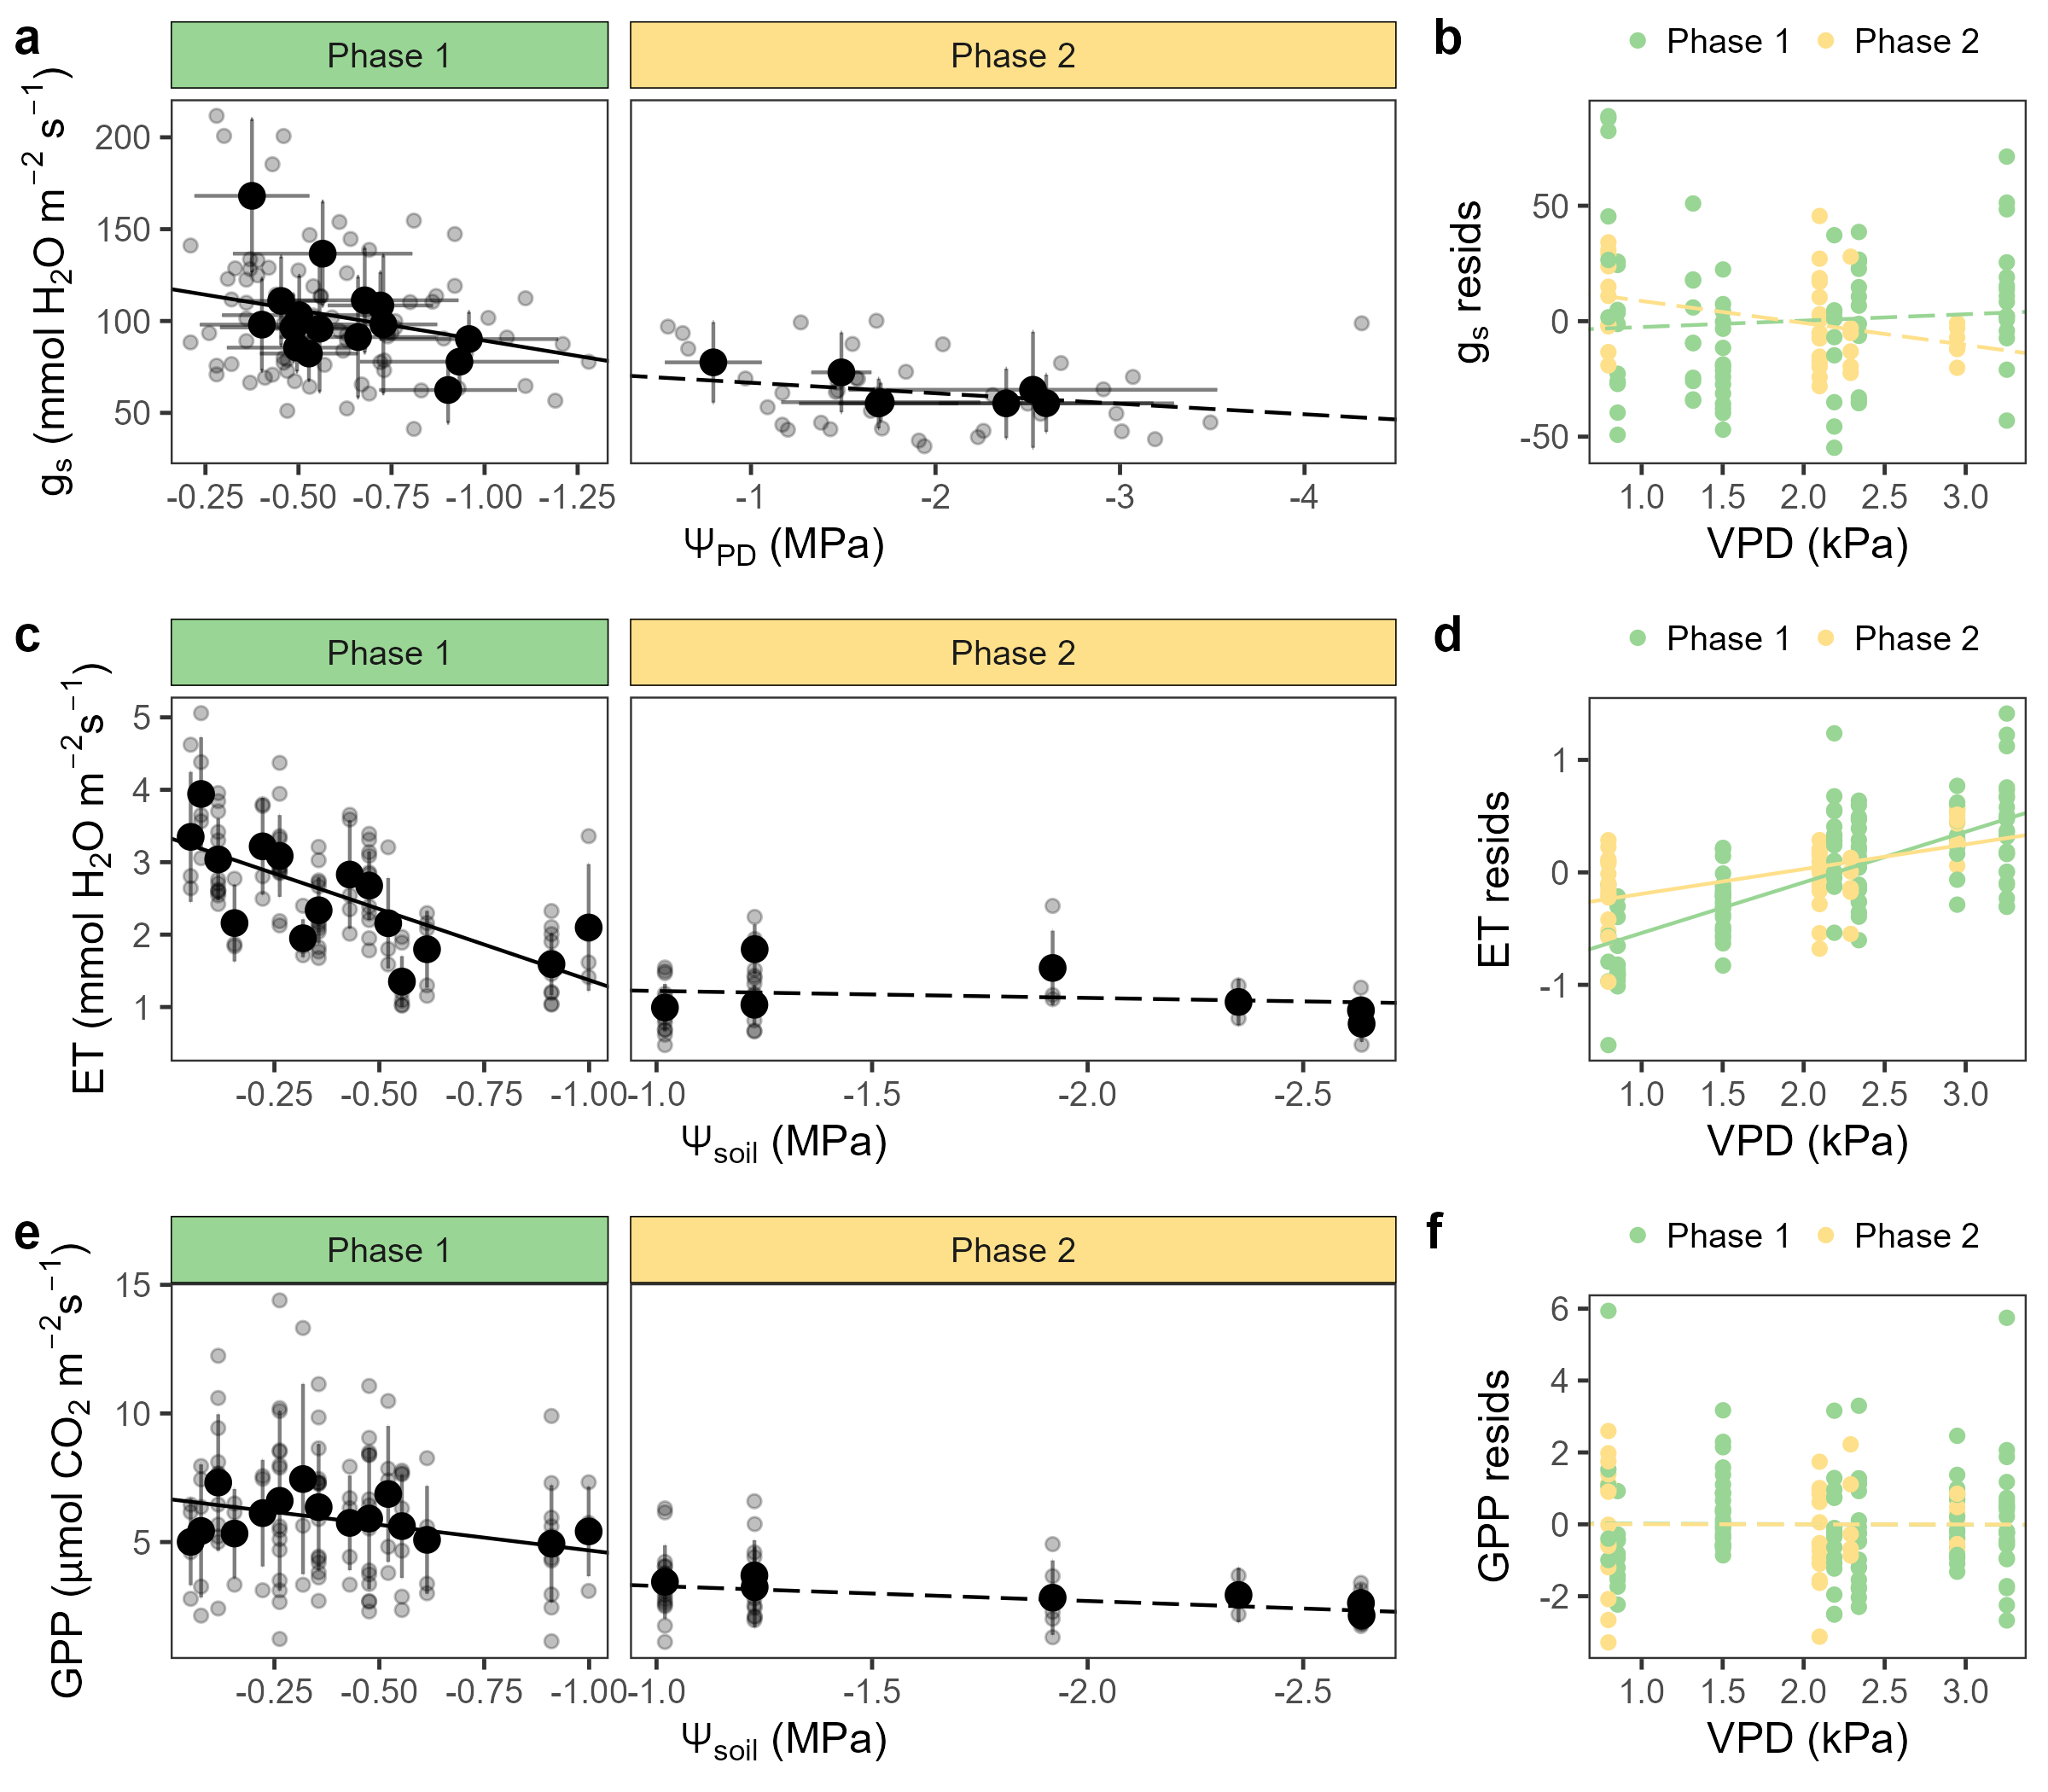 a
Phase 1
Phase 2
gₛ (mmol H₂O m⁻² s⁻¹)
200
150
100
50
-0.25 -0.50 -0.75 -1.00 -1.25
-1 -2 -3 -4
Ψ_PD (MPa)
b
Phase 1 Phase 2
gₛ resids
50
0
-50
1.0 1.5 2.0 2.5 3.0
VPD (kPa)
c
Phase 1
Phase 2
ET (mmol H₂O m⁻²s⁻¹)
5
4
3
2
1
-0.25 -0.50 -0.75 -1.00
-1.0 -1.5 -2.0 -2.5
Ψ_soil (MPa)
d
Phase 1 Phase 2
ET resids
1
0
-1
1.0 1.5 2.0 2.5 3.0
VPD (kPa)
e
Phase 1
Phase 2
GPP (µmol CO₂ m⁻²s⁻¹)
15
10
5
-0.25 -0.50 -0.75 -1.00
-1.0 -1.5 -2.0 -2.5
Ψ_soil (MPa)
f
Phase 1 Phase 2
GPP resids
6
4
2
0
-2
1.0 1.5 2.0 2.5 3.0
VPD (kPa)